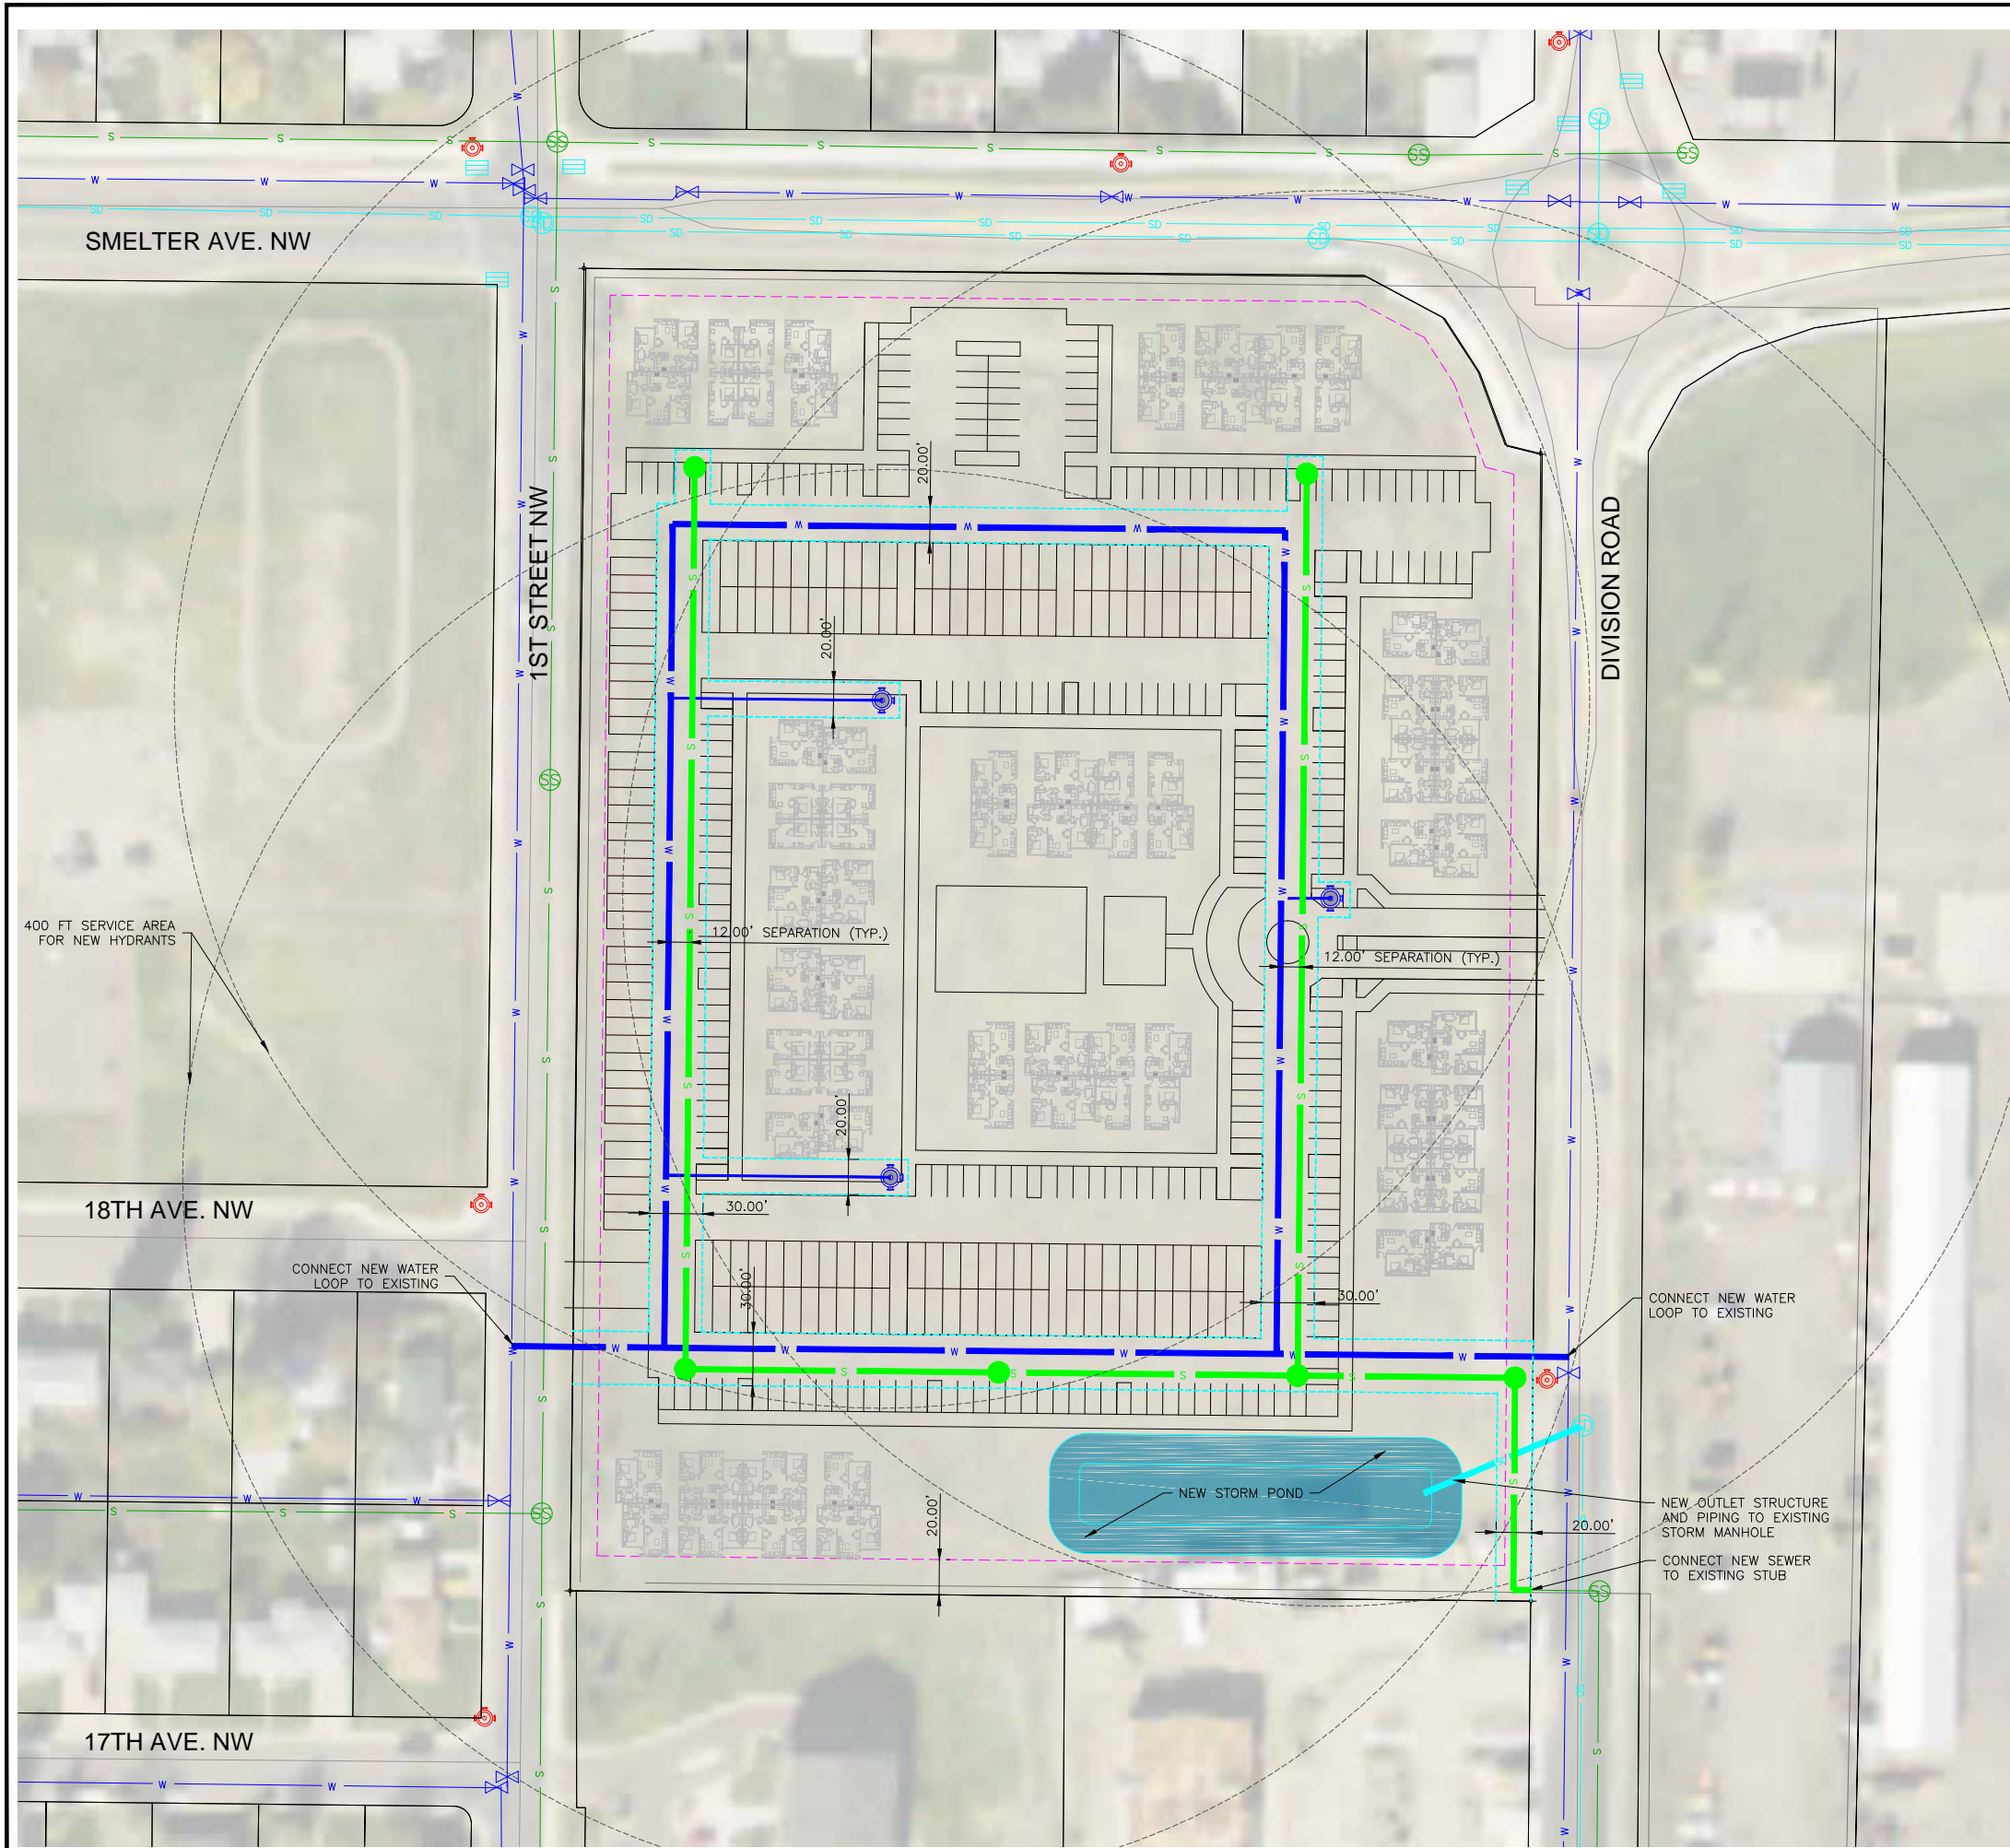 SMELTER AVE. NW
1ST STREET NW
DIVISION ROAD
20.00'
20.00'
400 FT SERVICE AREA
FOR NEW HYDRANTS
12.00' SEPARATION (TYP.)
12.00' SEPARATION (TYP.)
20.00'
18TH AVE. NW
30.00'
CONNECT NEW WATER
LOOP TO EXISTING
30.00'
30.00'
CONNECT NEW WATER
LOOP TO EXISTING
NEW STORM POND
20.00'
NEW OUTLET STRUCTURE
AND PIPING TO EXISTING
STORM MANHOLE
20.00'
CONNECT NEW SEWER
TO EXISTING STUB
17TH AVE. NW